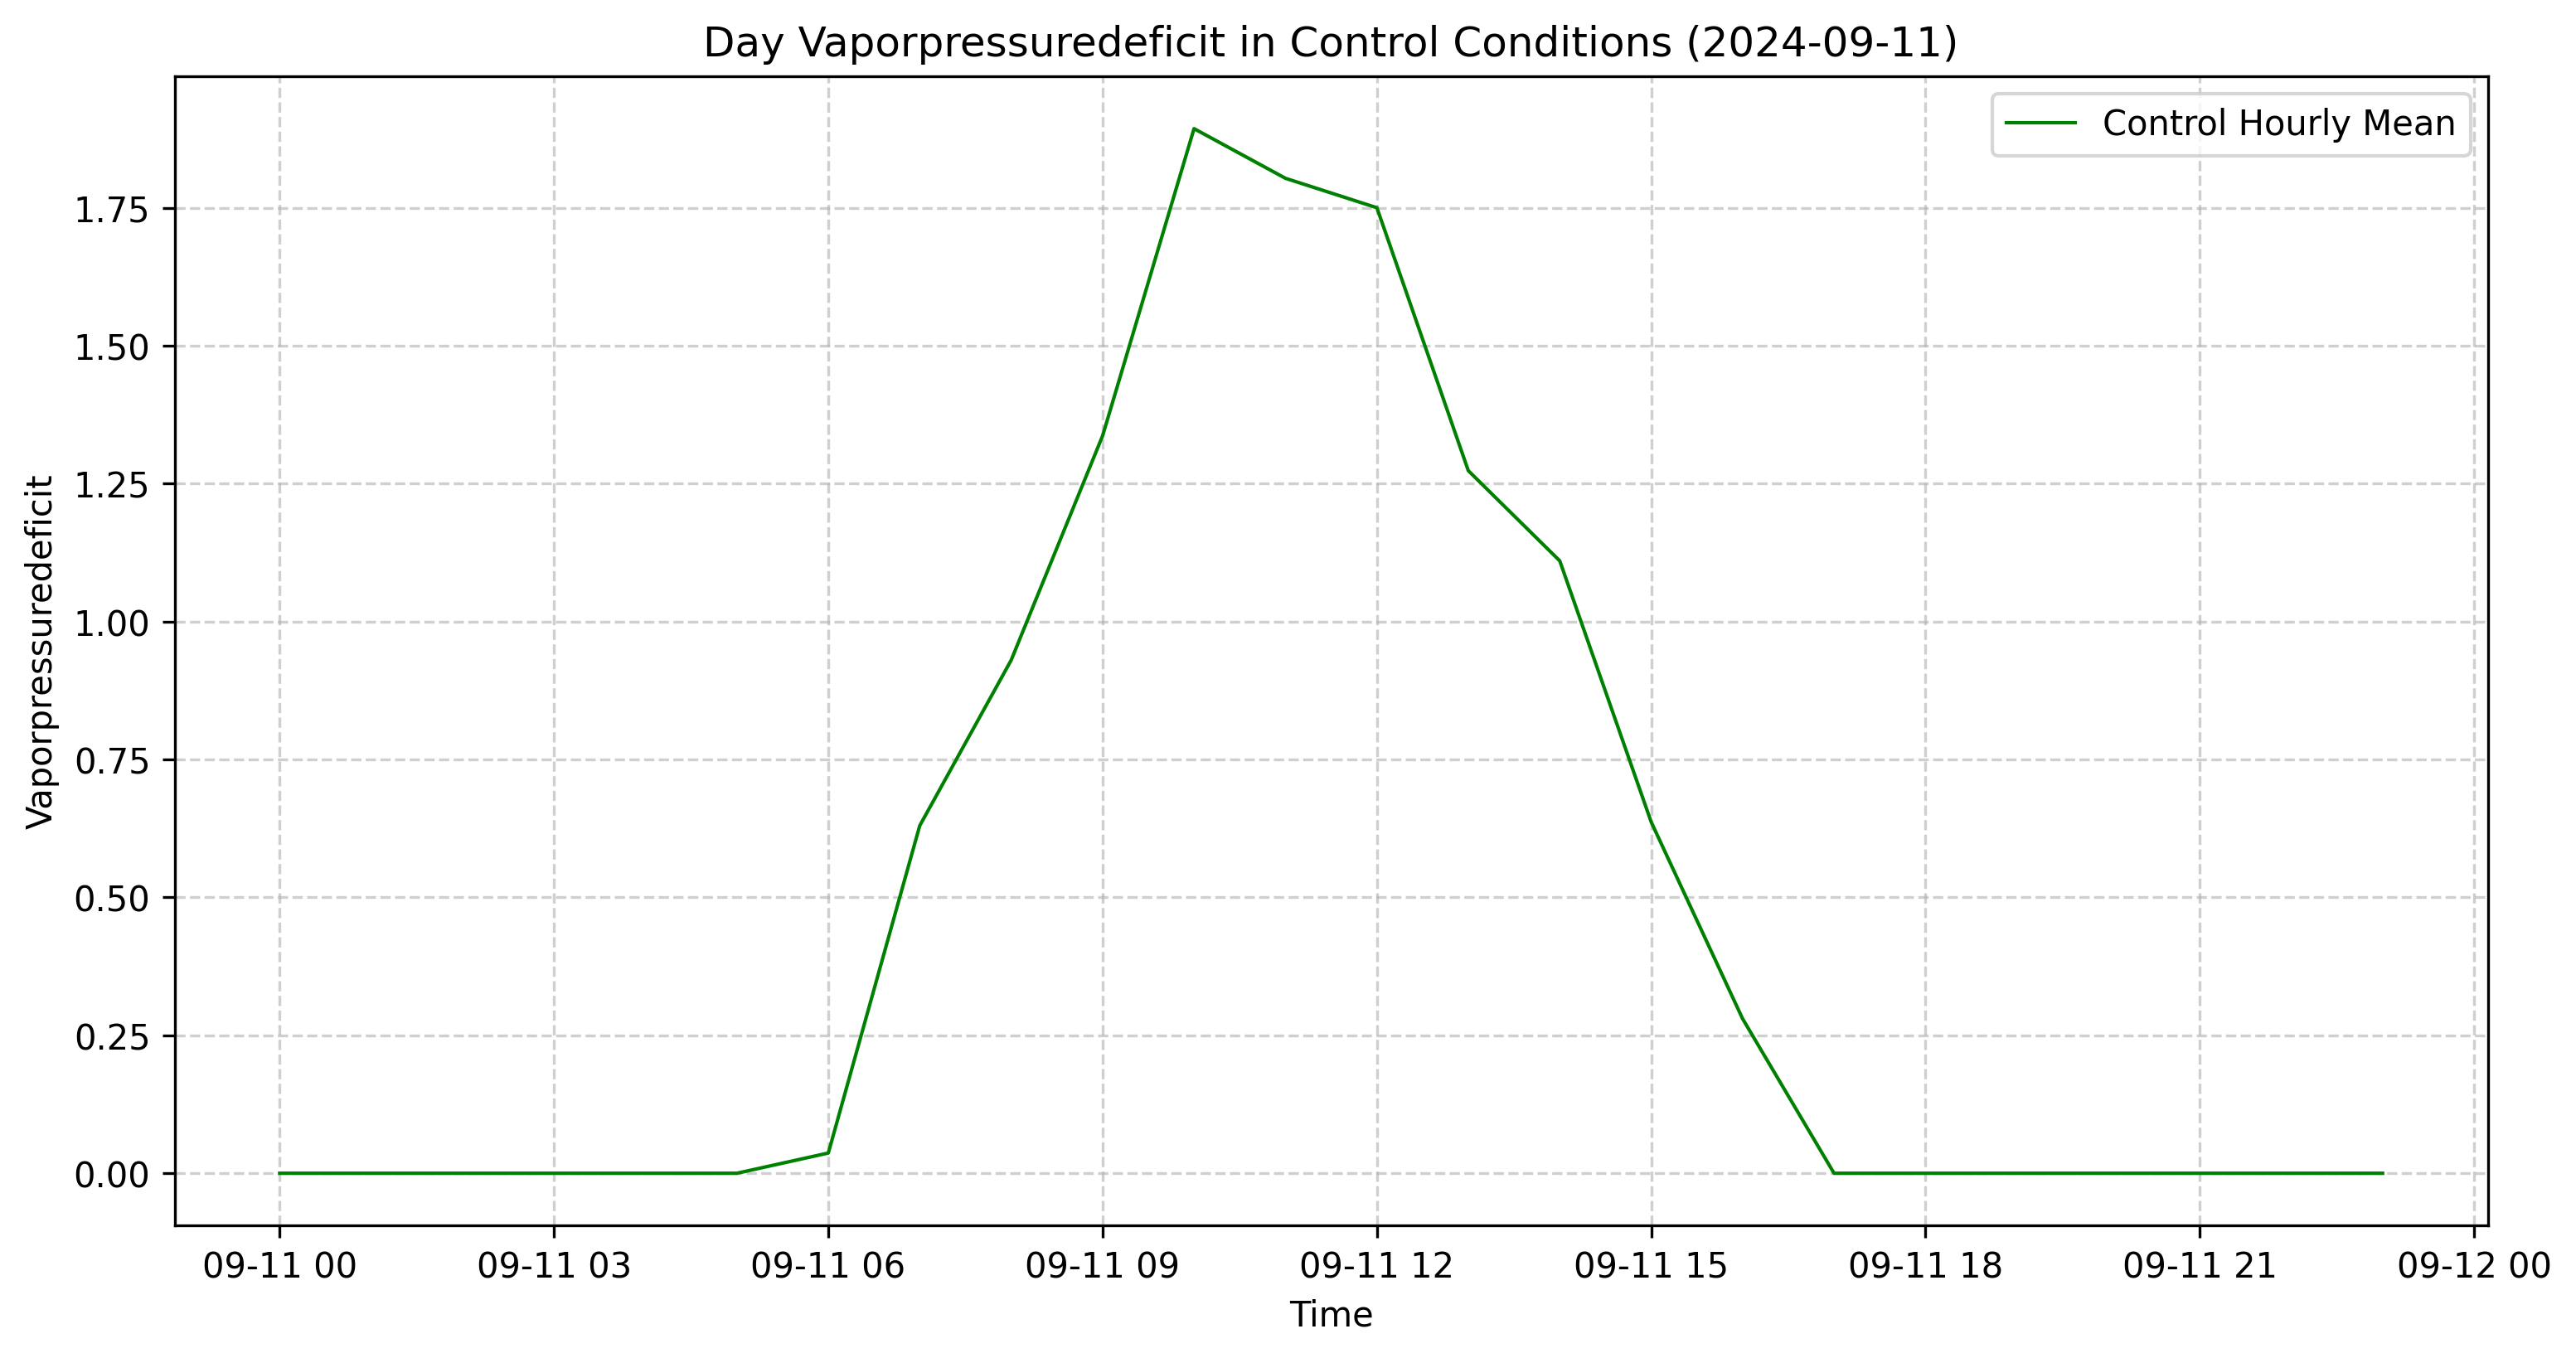 Day Vaporpressuredeficit in Control Conditions (2024-09-11)
Control Hourly Mean
1.75
1.50
1.25
1.00
0.75
0.50
0.25
0.00
Vaporpressuredeficit
09-11 00 09-11 03 09-11 06 09-11 09 09-11 12 09-11 15 09-11 18 09-11 21 09-12 00
Time